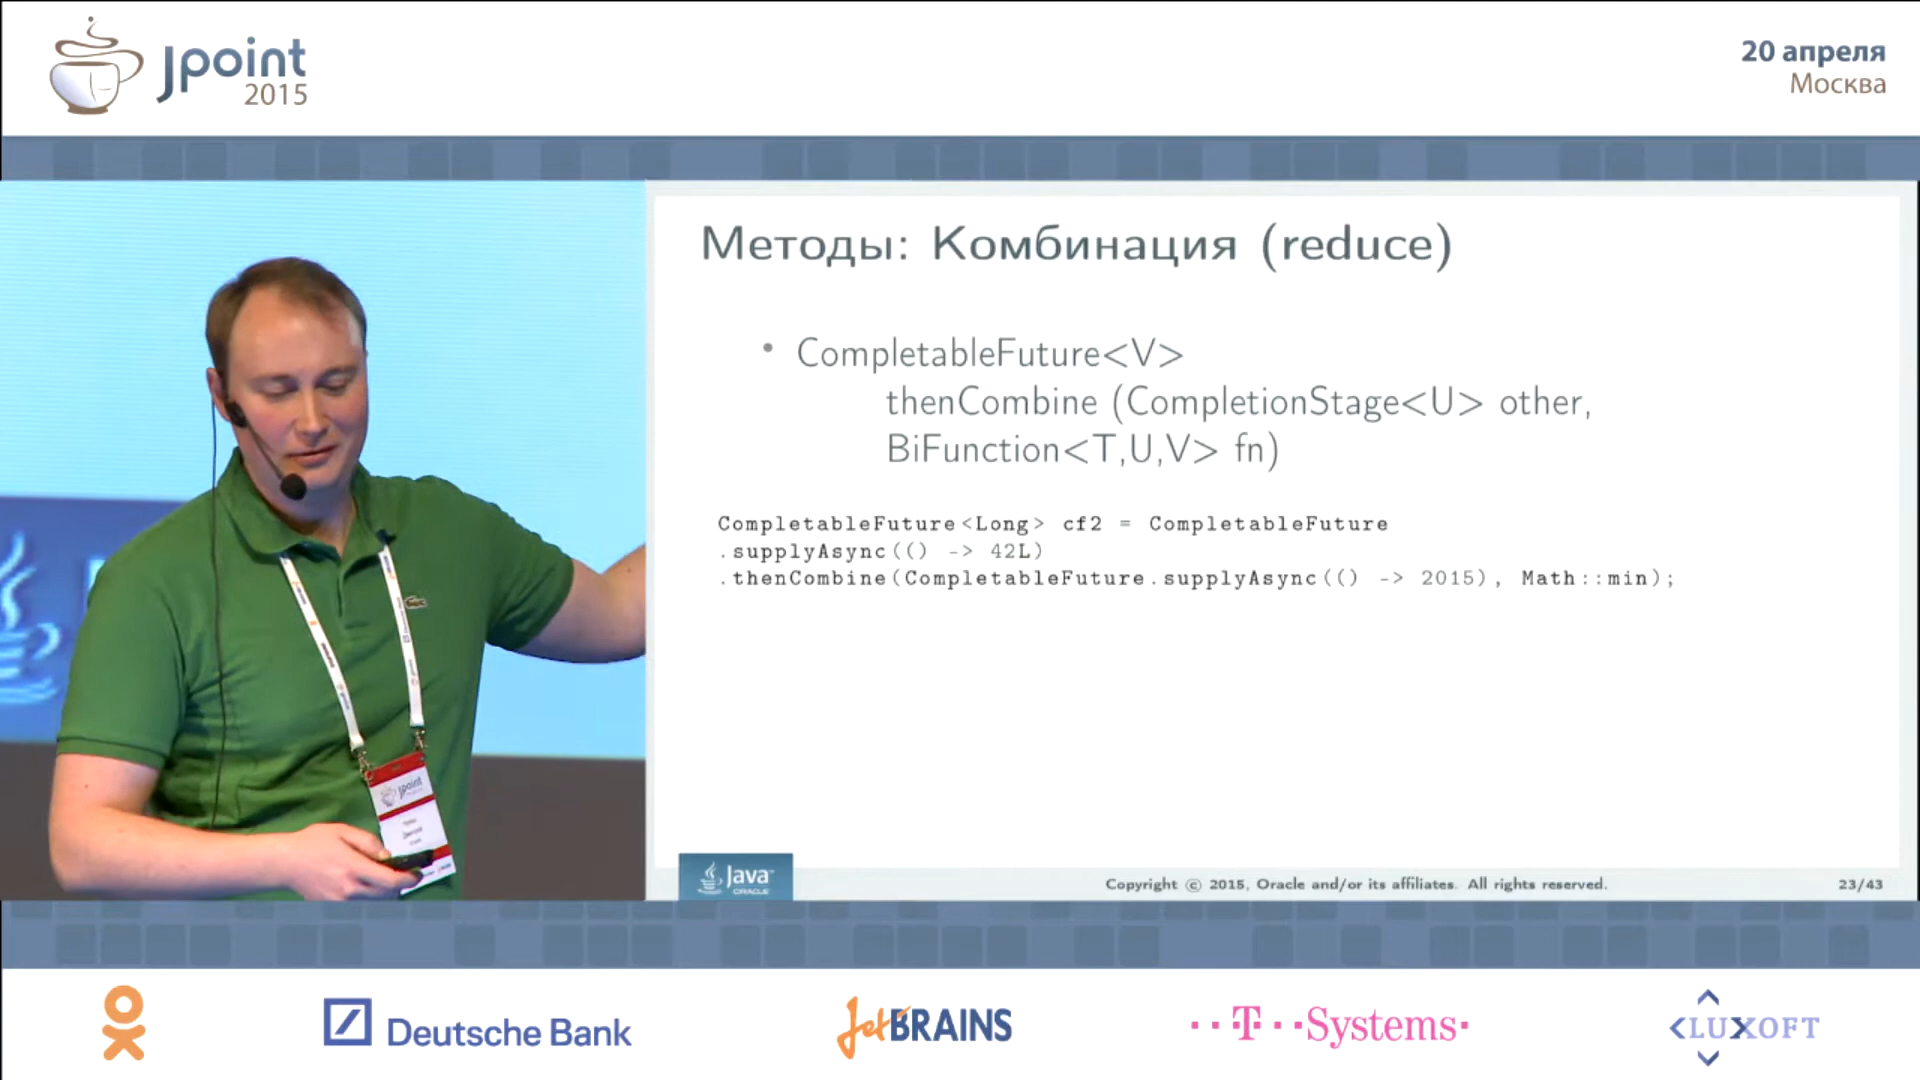 Jpoint
2015
20 апреля
Москва
Методы: Комбинация (reduce)
• CompletableFuture<V>
thenCombine (CompletionStage<U> other,
BiFunction<T,U,V> fn)
CompletableFuture<Long> cf2 = CompletableFuture
.supplyAsync(() -> 42L)
.thenCombine(CompletableFuture.supplyAsync(() -> 2015), Math::min);
Jpoint
Java
ORACLE
Copyright © 2015, Oracle and/or its affiliates. All rights reserved.
23/43
Deutsche Bank
JetBRAINS
··T··Systems·
LUXOFT